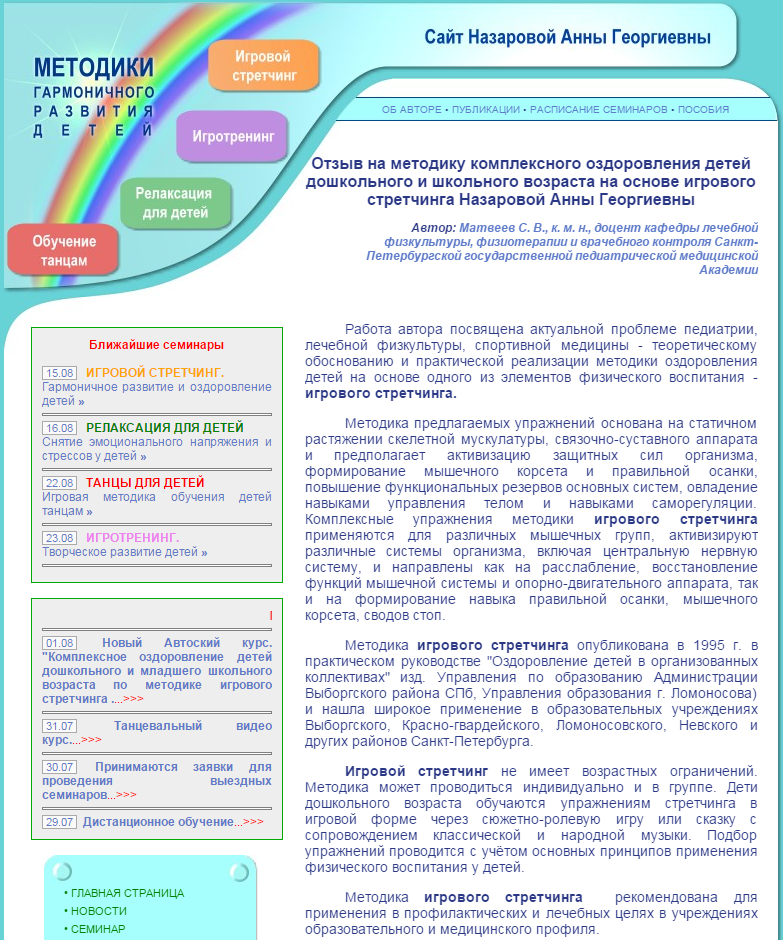 Сайт Назаровой Анны Георгиевны
МЕТОДИКИ
ГАРМОНИЧНОГО
РАЗВИТИЯ
ДЕТЕЙ
Игровой
стретчинг
Игротренинг
Релаксация
для детей
Обучение
танцам
ОБ АВТОРЕ • ПУБЛИКАЦИИ • РАСПИСАНИЕ СЕМИНАРОВ • ПОСОБИЯ
Отзыв на методику комплексного оздоровления детей
дошкольного и школьного возраста на основе игрового
стретчинга Назаровой Анны Георгиевны
Автор: Матвеев С. В., к. м. н., доцент кафедры лечебной
физкультуры, физиотерапии и врачебного контроля Санкт-
Петербургской государственной педиатрической медицинской
Академии
Ближайшие семинары
15.08 ИГРОВОЙ СТРЕТЧИНГ.
Гармоничное развитие и оздоровление
детей »
16.08 РЕЛАКСАЦИЯ ДЛЯ ДЕТЕЙ
Снятие эмоционального напряжения и
стрессов у детей »
22.08 ТАНЦЫ ДЛЯ ДЕТЕЙ
Игровая методика обучения детей
танцам »
23.08 ИГРОТРЕНИНГ.
Творческое развитие детей »
01.08 Новый Автоский курс.
"Комплексное оздоровление детей
дошкольного и младшего школьного
возраста по методике игрового
стретчинга ....>>>
31.07 Танцевальный видео
курс....>>>
30.07 Принимаются заявки для
проведения выездных
семинаров...>>>
29.07 Дистанционное обучение...>>>
• ГЛАВНАЯ СТРАНИЦА
• НОВОСТИ
• СЕМИНАР
Работа автора посвящена актуальной проблеме педиатрии,
лечебной физкультуры, спортивной медицины - теоретическому
обоснованию и практической реализации методики оздоровления
детей на основе одного из элементов физического воспитания -
игрового стретчинга.
Методика предлагаемых упражнений основана на статичном
растяжении скелетной мускулатуры, связочно-суставного аппарата
и предполагает активизацию защитных сил организма,
формирование мышечного корсета и правильной осанки,
повышение функциональных резервов основных систем, овладение
навыками управления телом и навыками саморегуляции.
Комплексные упражнения методики игрового стретчинга
применяются для различных мышечных групп, активизируют
различные системы организма, включая центральную нервную
систему, и направлены как на расслабление, восстановление
функций мышечной системы и опорно-двигательного аппарата, так
и на формирование навыка правильной осанки, мышечного
корсета, сводов стоп.
Методика игрового стретчинга опубликована в 1995 г. в
практическом руководстве "Оздоровление детей в организованных
коллективах" изд. Управления по образованию Администрации
Выборгского района СПб, Управления образования г. Ломоносова)
и нашла широкое применение в образовательных учреждениях
Выборгского, Красно-гвардейского, Ломоносовского, Невского и
других районов Санкт-Петербурга.
Игровой стретчинг не имеет возрастных ограничений.
Методика может проводиться индивидуально и в группе. Дети
дошкольного возраста обучаются упражнениям стретчинга в
игровой форме через сюжетно-ролевую игру или сказку с
сопровождением классической и народной музыки. Подбор
упражнений проводится с учётом основных принципов применения
физического воспитания у детей.
Методика игрового стретчинга рекомендована для
применения в профилактических и лечебных целях в учреждениях
образовательного и медицинского профиля.